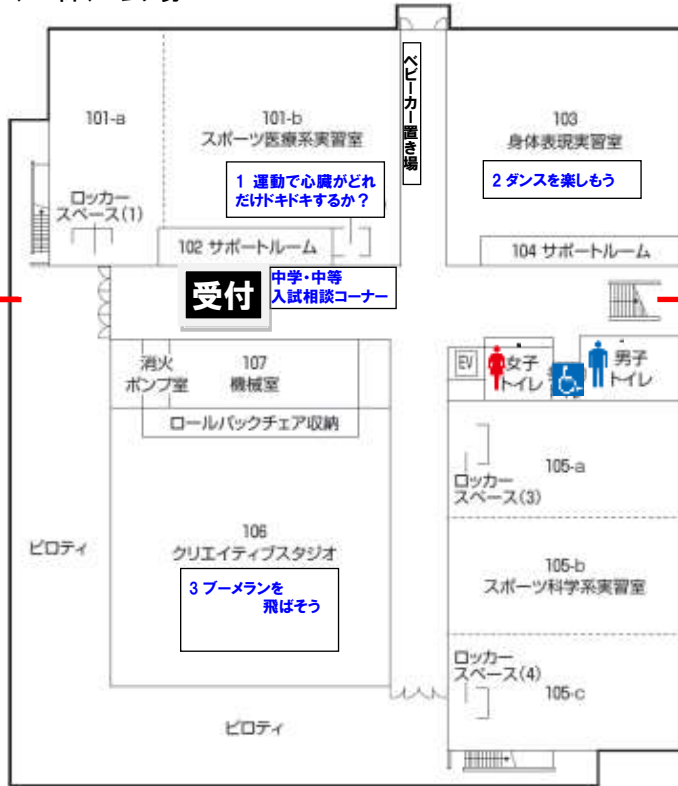 101-a
101-b
スポーツ医療系実習室
ベビーカー置き場
103
身体表現実習室
1 運動で心臓がどれ
だけドキドキするか？
2 ダンスを楽しもう
ロッカー
スペース(1)
102 サポートルーム
104 サポートルーム
受付
中学・中等
入試相談コーナー
消火
ポンプ室
107
機械室
EV
女子
トイレ
男子
トイレ
ロールバックチェア収納
105-a
ロッカー
スペース(3)
106
クリエイティブスタジオ
ピロティ
105-b
スポーツ科学系実習室
3 ブーメランを
飛ばそう
ロッカー
スペース(4)
105-c
ピロティ